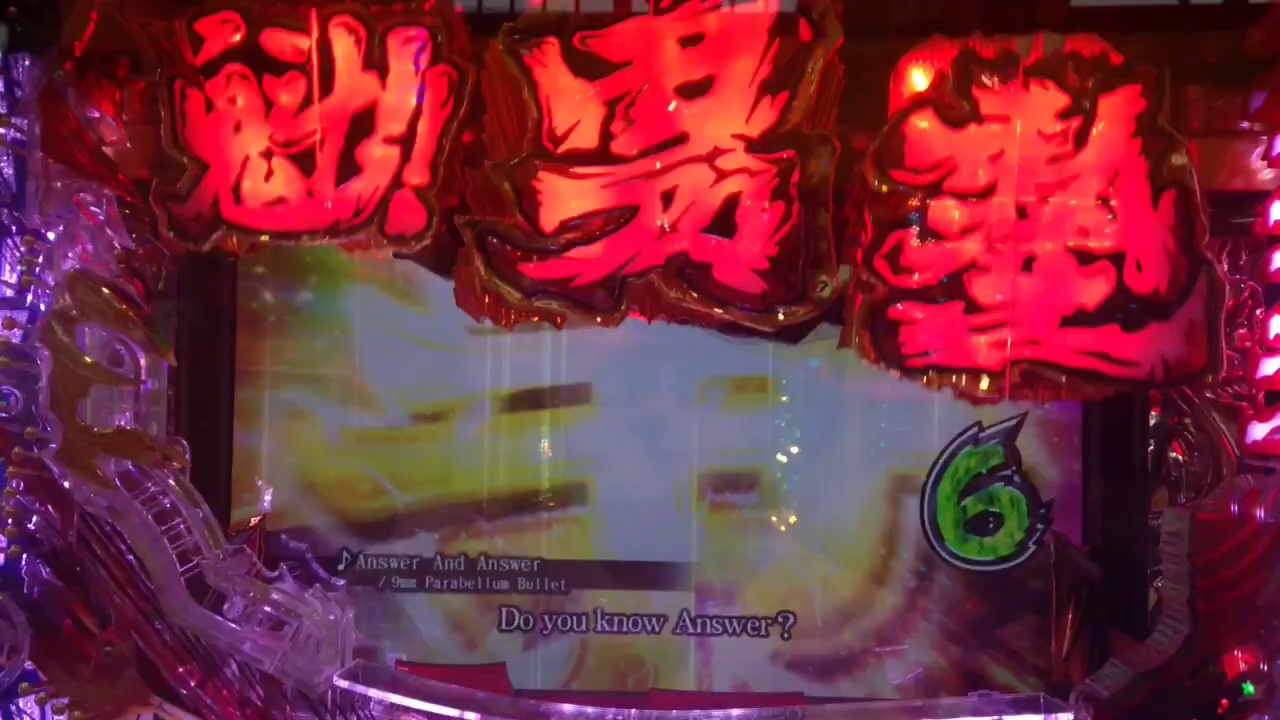 魁!!男塾
6
♪Answer And Answer
/ 9mm Parabellum Bullet
Do you know Answer?